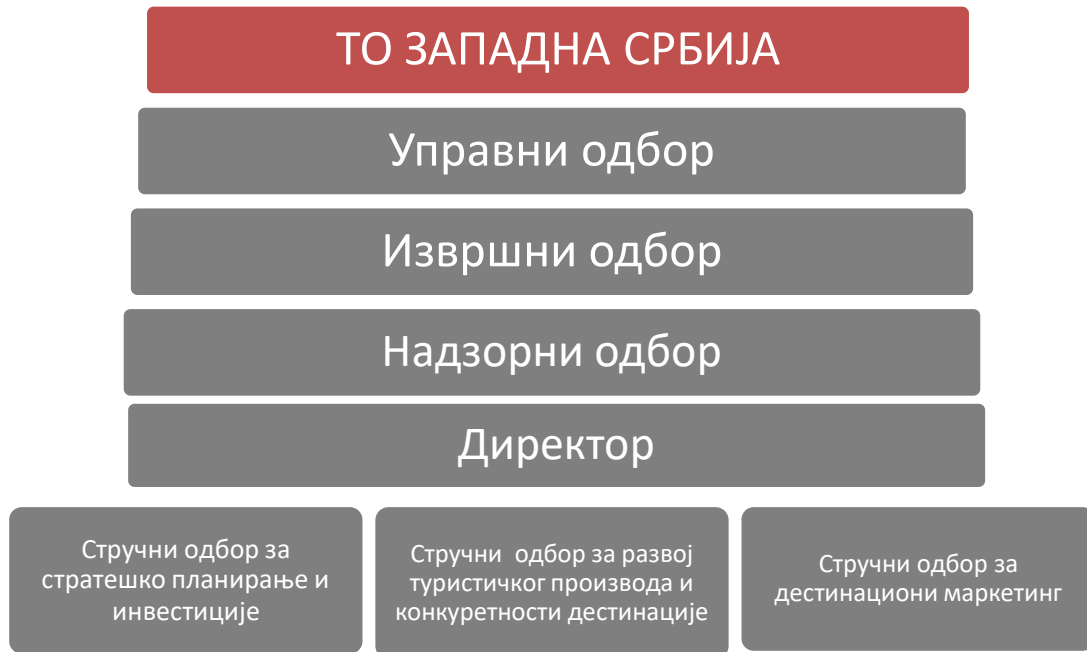 ТО ЗАПАДНА СРБИЈА
Управни одбор
Извршни одбор
Надзорни одбор
Директор
Стручни одбор за
стратешко планирање и
инвестиције
Стручни одбор за развој
туристичког производа и
конкуретности дестинације
Стручни одбор за
дестинациони маркетинг